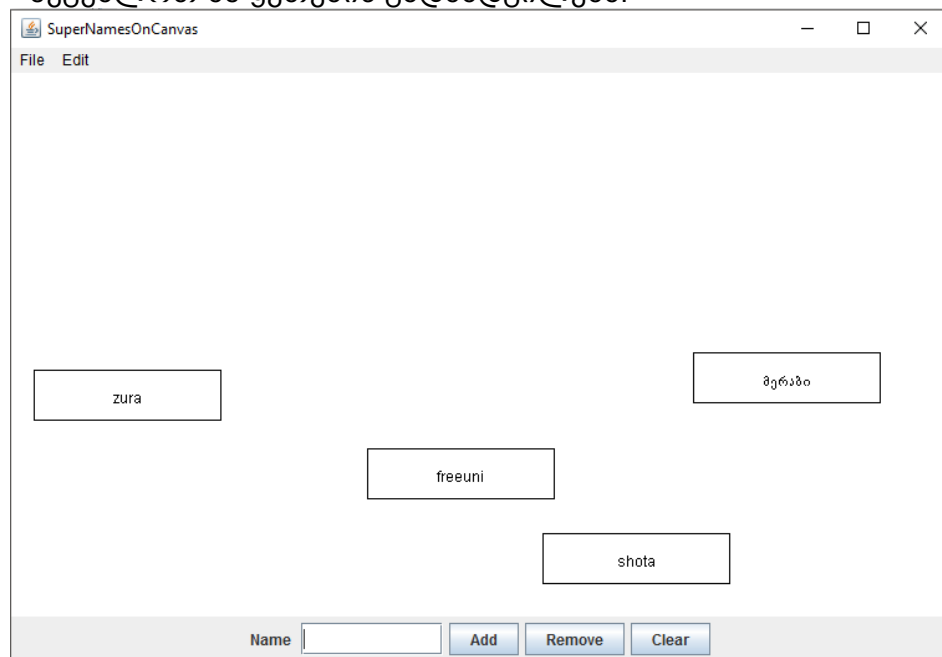 SuperNamesOnCanvas
File Edit
zura
მერაბი
freeuni
shota
Name Add Remove Clear